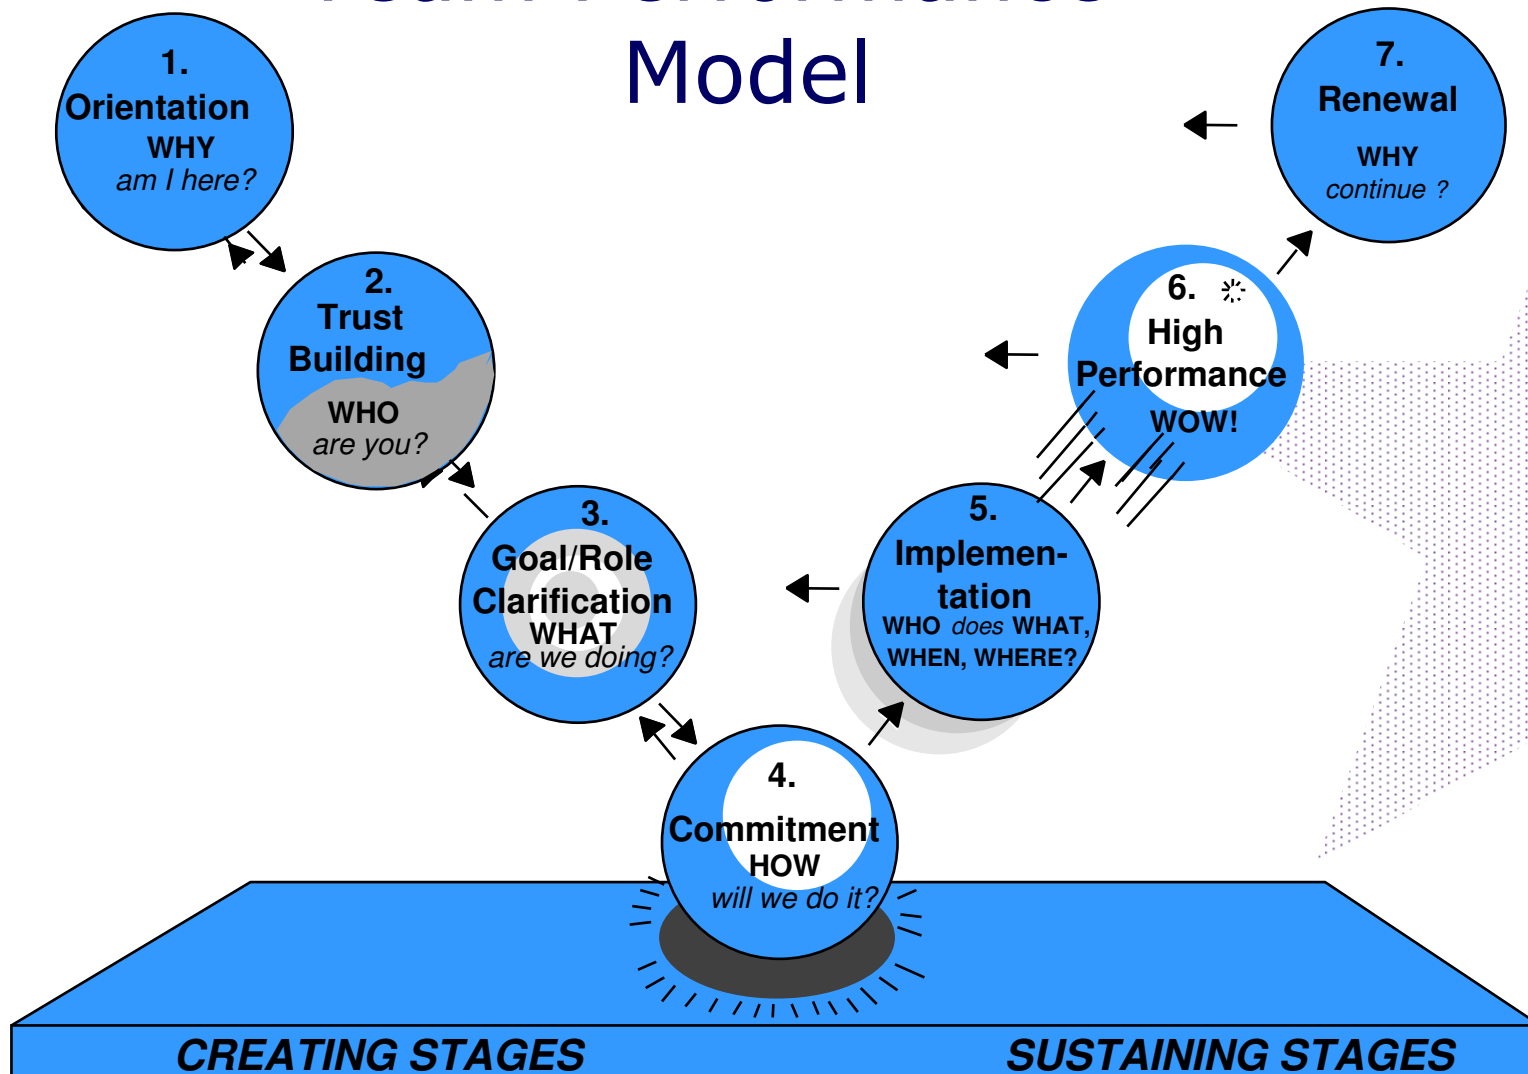 Team Performance
Model
1.
Orientation
WHY
am I here?
2.
Trust
Building
WHO
are you?
3.
Goal/Role
Clarification
WHAT
are we doing?
4.
Commitment
HOW
will we do it?
5.
Implemen-
tation
WHO does WHAT,
WHEN, WHERE?
6.
High
Performance
WOW!
7.
Renewal
WHY
continue ?
CREATING STAGES
SUSTAINING STAGES